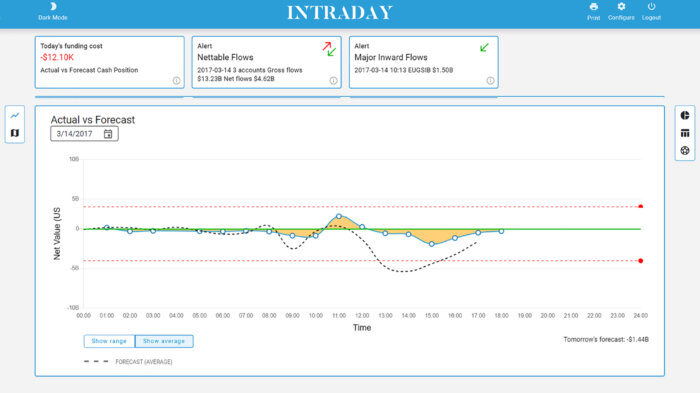 Dark Mode
INTRADAY
Print
Configure
Logout
Today's funding cost
-$12.10K
Actual vs Forecast Cash Position
Alert
Nettable Flows
2017-03-14 3 accounts Gross flows
$13.23B Net flows $4.62B
Alert
Major Inward Flows
2017-03-14 10:13 EUGSIB $1.50B
Actual vs Forecast
3/14/2017
Net Value (US
10B
5B
0
-5B
-10B
00:00 01:00 02:00 03:00 04:00 05:00 06:00 07:00 08:00 09:00 10:00 11:00 12:00 13:00 14:00 15:00 16:00 17:00 18:00 19:00 20:00 21:00 22:00 23:00 24:00
Time
Show range
Show average
Tomorrow's forecast: -$1.44B
FORECAST (AVERAGE)